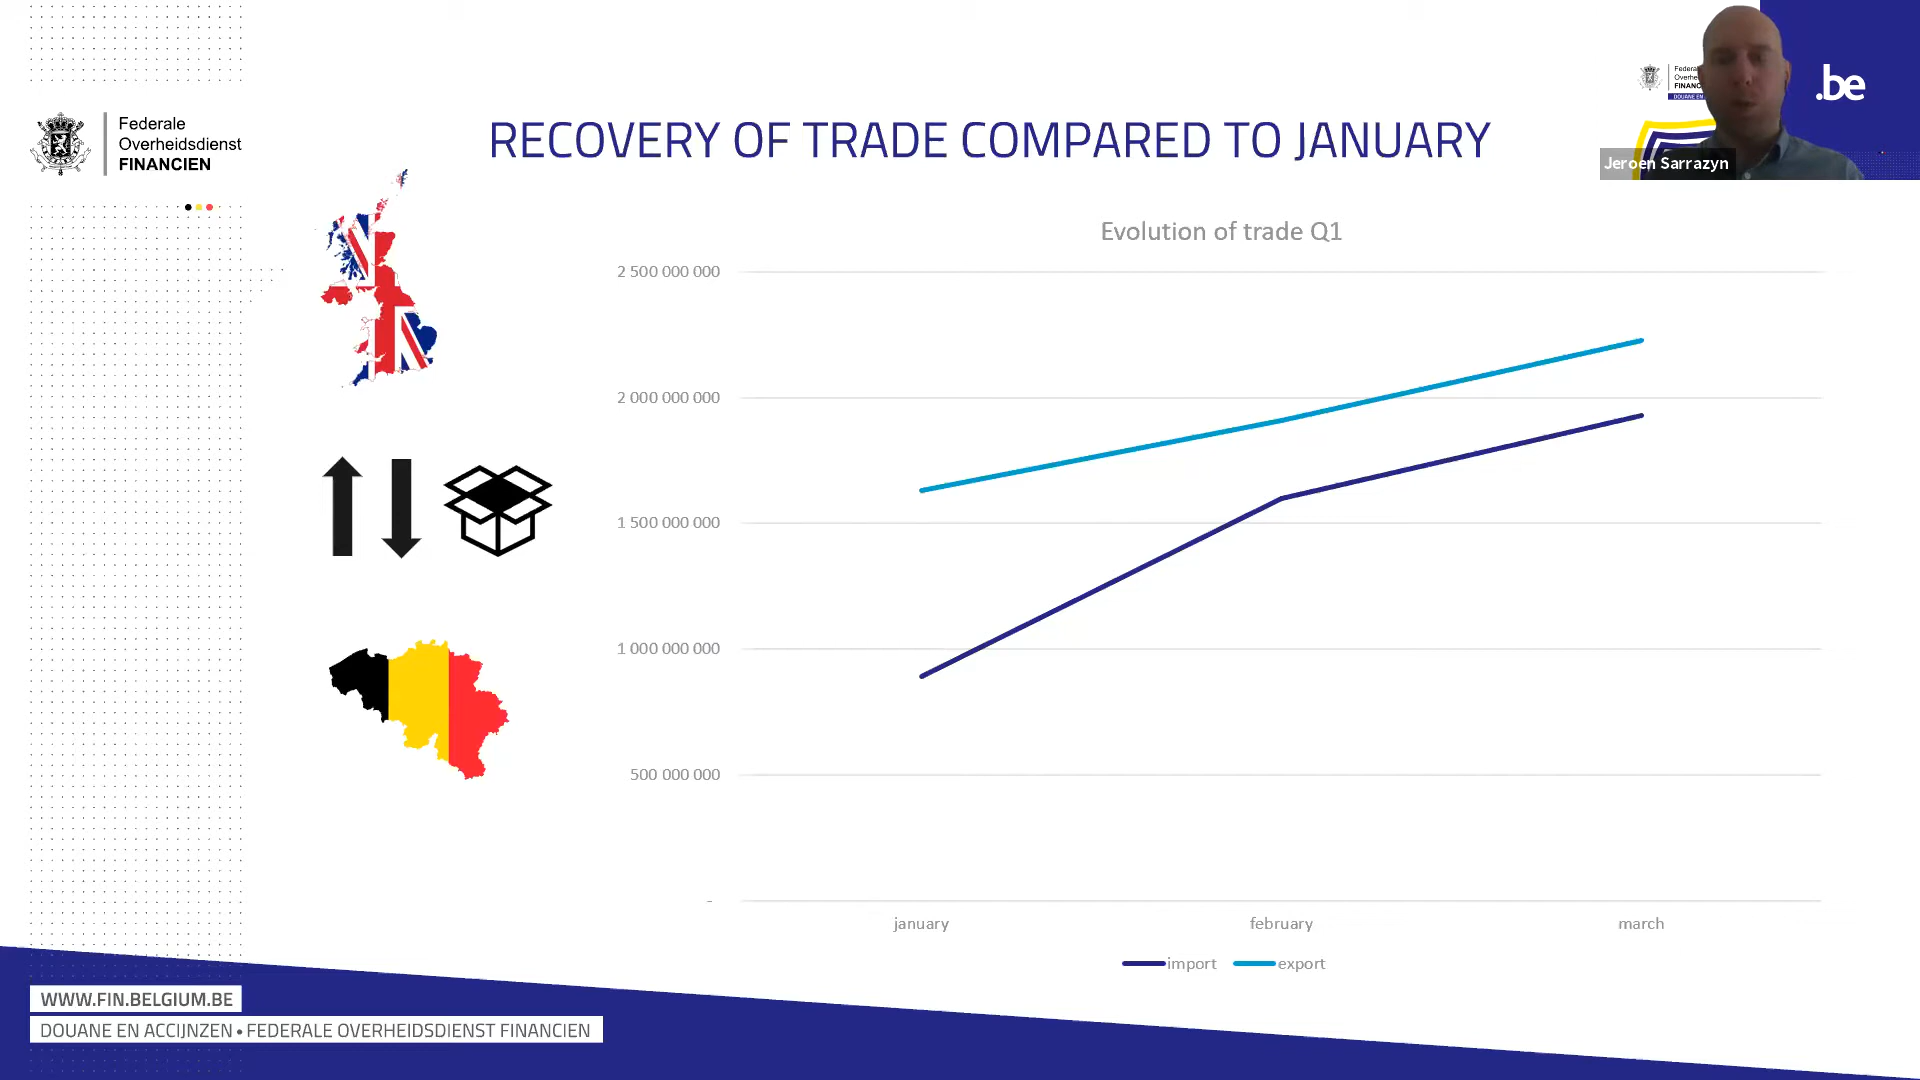 Federale
Overheidsdienst
FINANCIEN
RECOVERY OF TRADE COMPARED TO JANUARY
FINANC
.be
Jeroen Sarrazyn
Evolution of trade Q1
2 500 000 000
2 000 000 000
1 500 000 000
1 000 000 000
500 000 000
-
january february march
import export
WWW.FIN.BELGIUM.BE
DOUANE EN ACCIJNZEN • FEDERALE OVERHEIDSDIENST FINANCIEN